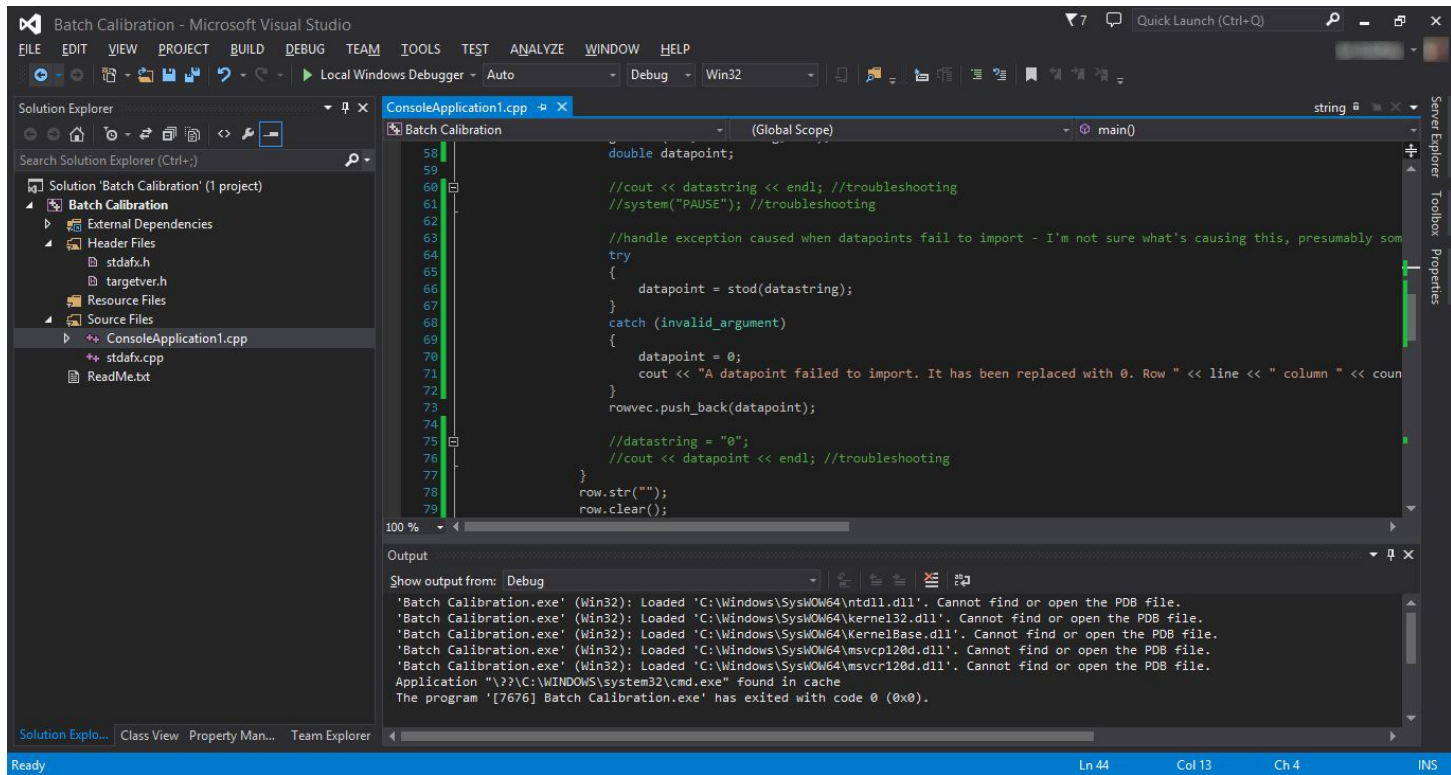 Batch Calibration - Microsoft Visual Studio
7
Quick Launch (Ctrl+Q)
FILE EDIT VIEW PROJECT BUILD DEBUG TEAM TOOLS TEST ANALYZE WINDOW HELP
Local Windows Debugger Auto Debug Win32
Solution Explorer
Search Solution Explorer (Ctrl+;)
Solution 'Batch Calibration' (1 project)
Batch Calibration
External Dependencies
Header Files
stdafx.h
targetver.h
Resource Files
Source Files
ConsoleApplication1.cpp
stdafx.cpp
ReadMe.txt
Solution Explo... Class View Property Man... Team Explorer
ConsoleApplication1.cpp
string
Batch Calibration (Global Scope) main()
58 double datapoint;
59
60 //cout << datastring << endl; //troubleshooting
61 //system("PAUSE"); //troubleshooting
62
63 //handle exception caused when datapoints fail to import - I'm not sure what's causing this, presumably som
64 try
65 {
66 datapoint = stod(datastring);
67 }
68 catch (invalid_argument)
69 {
70 datapoint = 0;
71 cout << "A datapoint failed to import. It has been replaced with 0. Row " << line << " column " << coun
72 }
73 rowvec.push_back(datapoint);
74
75 //datastring = "0";
76 //cout << datapoint << endl; //troubleshooting
77 }
78 row.str("");
79 row.clear();
100 %
Output
Show output from: Debug
'Batch Calibration.exe' (Win32): Loaded 'C:\Windows\SysWOW64\ntdll.dll'. Cannot find or open the PDB file.
'Batch Calibration.exe' (Win32): Loaded 'C:\Windows\SysWOW64\kernel32.dll'. Cannot find or open the PDB file.
'Batch Calibration.exe' (Win32): Loaded 'C:\Windows\SysWOW64\KernelBase.dll'. Cannot find or open the PDB file.
'Batch Calibration.exe' (Win32): Loaded 'C:\Windows\SysWOW64\msvcp120d.dll'. Cannot find or open the PDB file.
'Batch Calibration.exe' (Win32): Loaded 'C:\Windows\SysWOW64\msvcr120d.dll'. Cannot find or open the PDB file.
Application "\??\C:\WINDOWS\system32\cmd.exe" found in cache
The program '[7676] Batch Calibration.exe' has exited with code 0 (0x0).
Server Explorer
Toolbox
Properties
Ready Ln 44 Col 13 Ch 4 INS